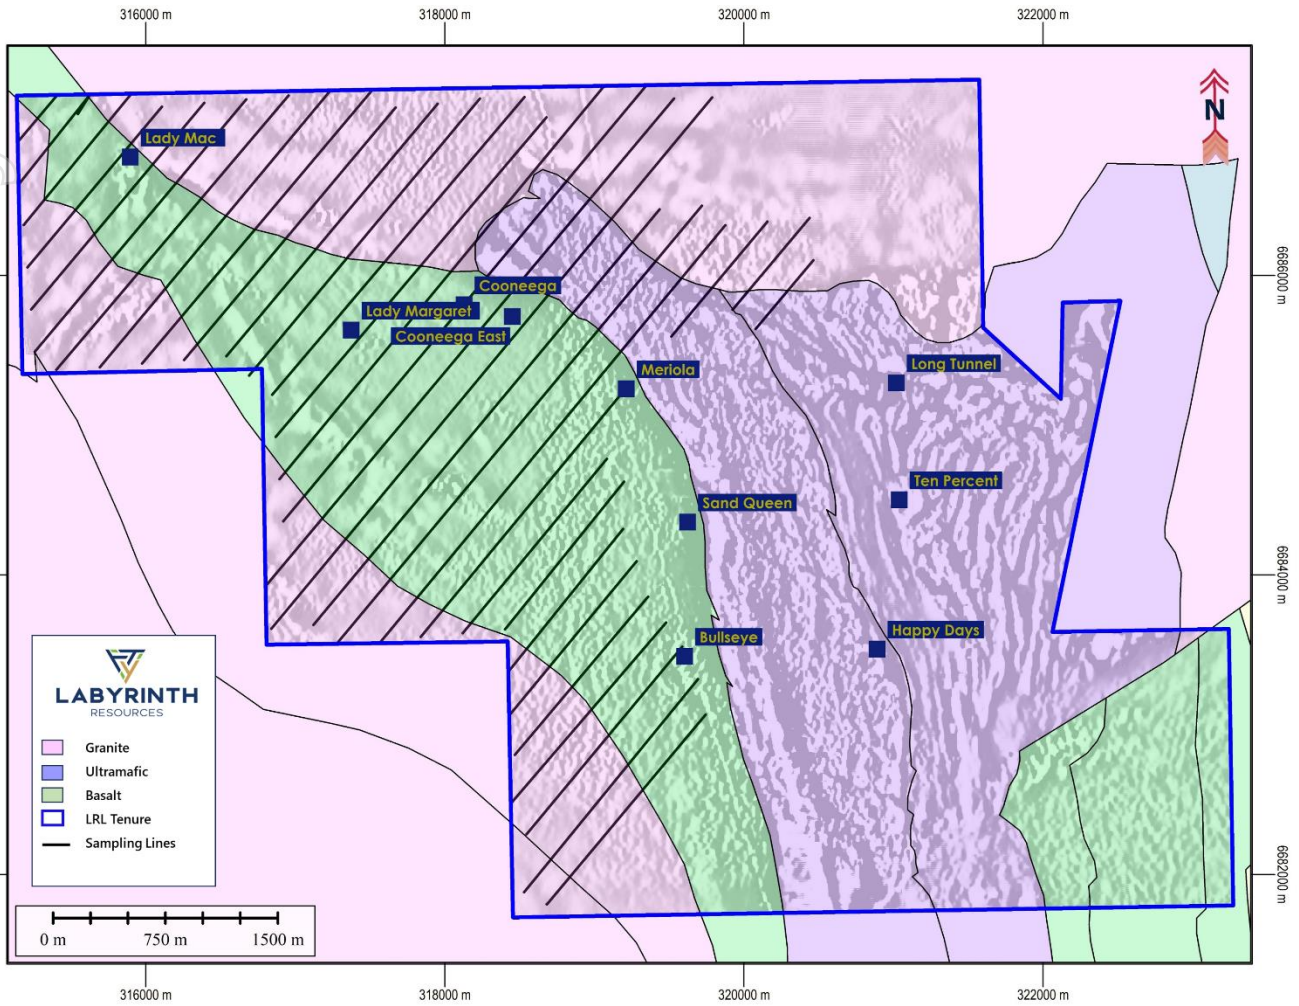 316000 m
318000 m
320000 m
322000 m
N
Lady Mac
Cooneega
Lady Margaret
Cooneega East
Meriola
Long Tunnel
Ten Percent
Sand Queen
Bullseye
Happy Days
6686000 m
6684000 m
6682000 m
LABYRINTH
RESOURCES
Granite
Ultramafic
Basalt
LRL Tenure
Sampling Lines
0 m
750 m
1500 m
316000 m
318000 m
320000 m
322000 m